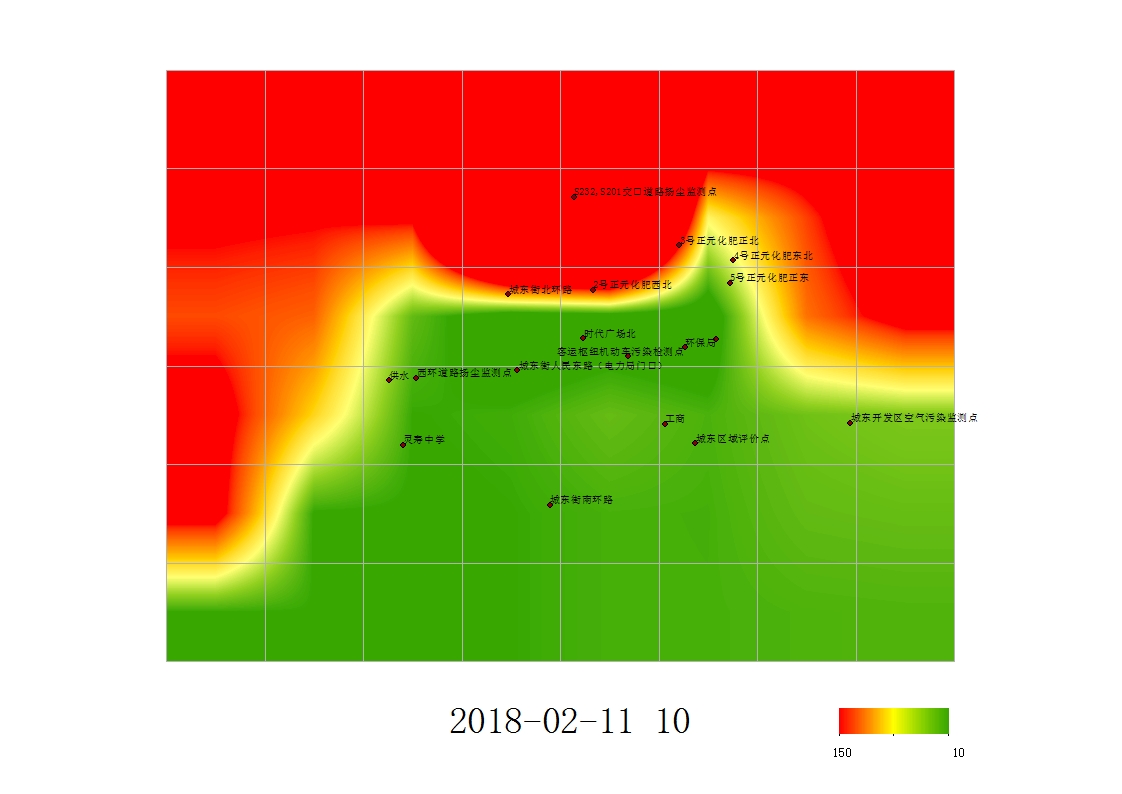 S232,S201交口道路扬尘监测点
3号正元化肥正北
4号正元化肥东北
5号正元化肥正东
2号正元化肥西北
城东街北环路
时代广场北
环保局
客运枢纽机动车污染检测点
城东街人民东路（电力局门口）
西环道路扬尘监测点
供水
城东开发区空气污染监测点
工商
城东区域评价点
灵寿中学
城东街南环路
2018-02-11 10
150
10